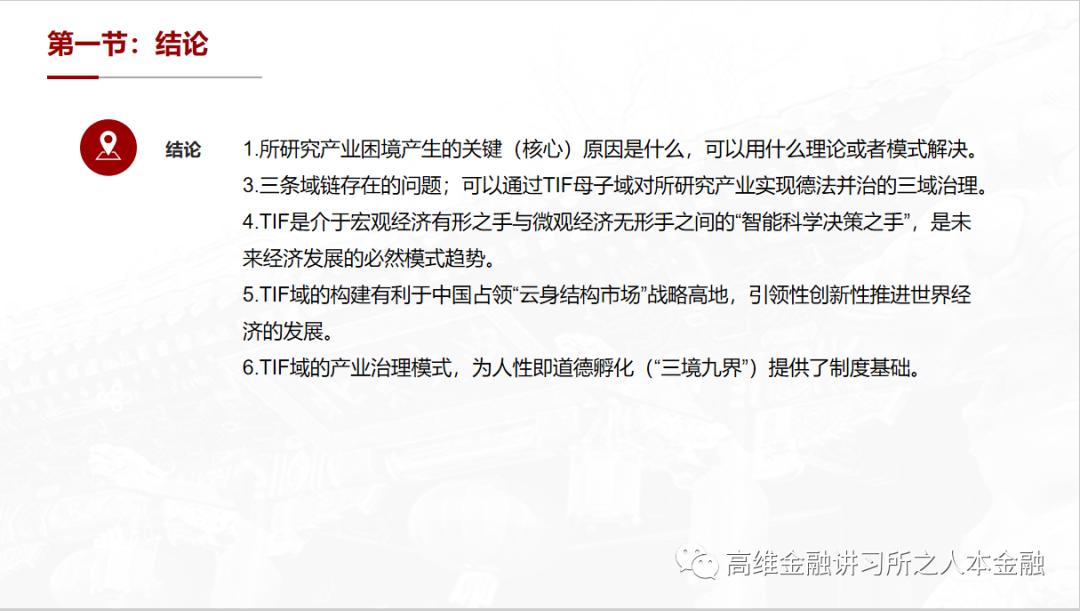 第一节：结论
结论
1.所研究产业困境产生的关键（核心）原因是什么，可以用什么理论或者模式解决。
3.三条域链存在的问题；可以通过TIF母子域对所研究产业实现德法并治的三域治理。
4.TIF是介于宏观经济有形之手与微观经济无形手之间的“智能科学决策之手”，是未
来经济发展的必然模式趋势。
5.TIF域的构建有利于中国占领“云身结构市场”战略高地，引领性创新性推进世界经
济的发展。
6.TIF域的产业治理模式，为人性即道德孵化（“三境九界”）提供了制度基础。
高维金融讲习所之人本金融